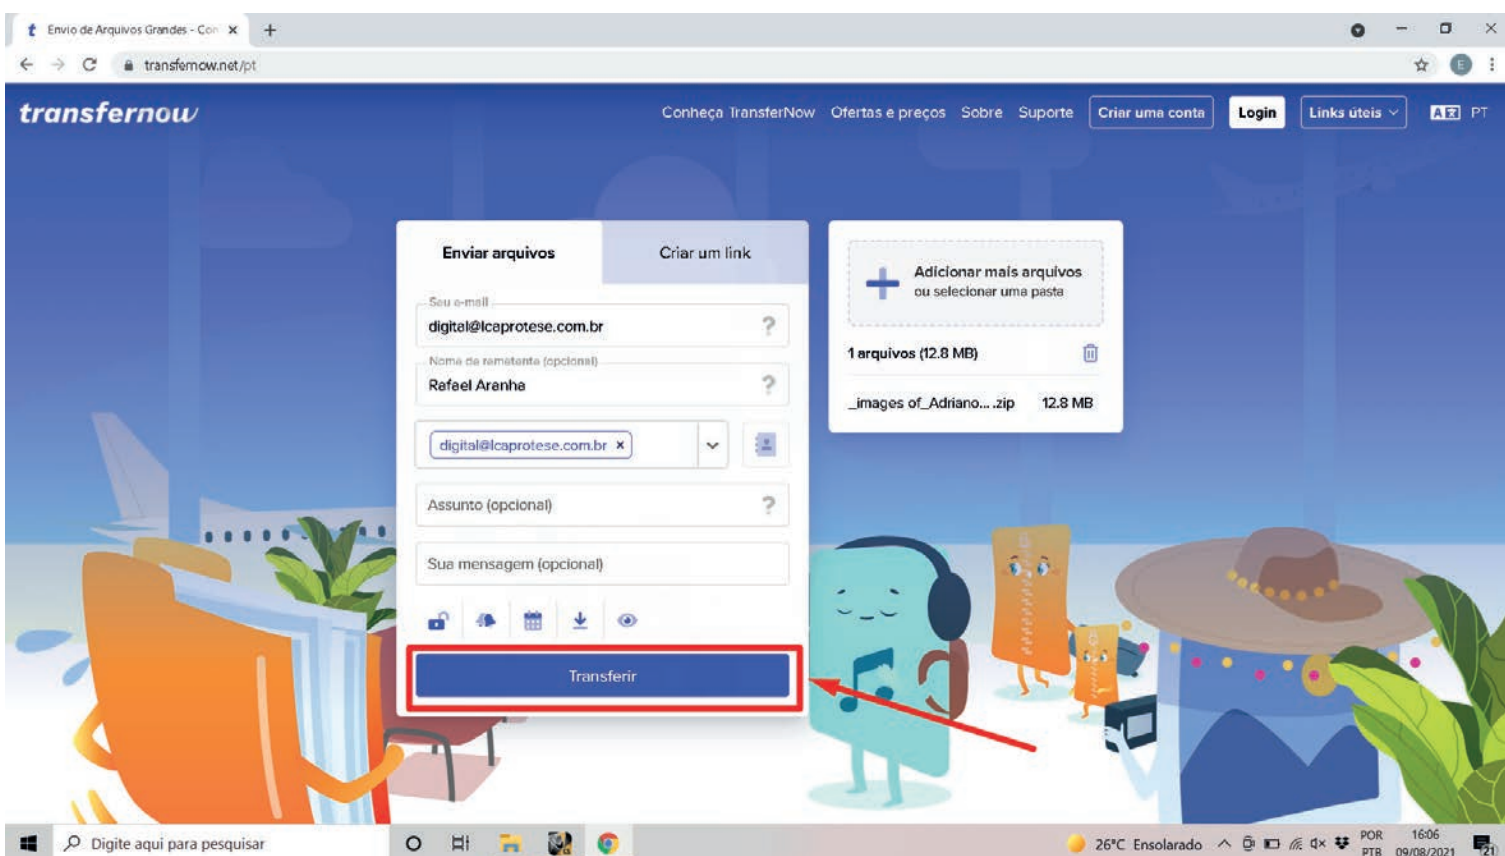 Envio de Arquivos Grandes - Con
transfernow.net/pt
E
transfernow
Conheça TransferNow Ofertas e preços Sobre Suporte Criar uma conta Login Links úteis PT
Enviar arquivos
Criar um link
Seu e-mail
digital@lcaprotese.com.br
?
Nome de remetente (opcional)
Rafael Aranha
?
digital@lcaprotese.com.br ×
Assunto (opcional)
?
Sua mensagem (opcional)
Transferir
Adicionar mais arquivos
ou selecionar uma pasta
1 arquivos (12.8 MB)
_images of_Adriano... .zip 12.8 MB
Digite aqui para pesquisar
26°C Ensolarado
POR
PTB
16:06
09/08/2021
21